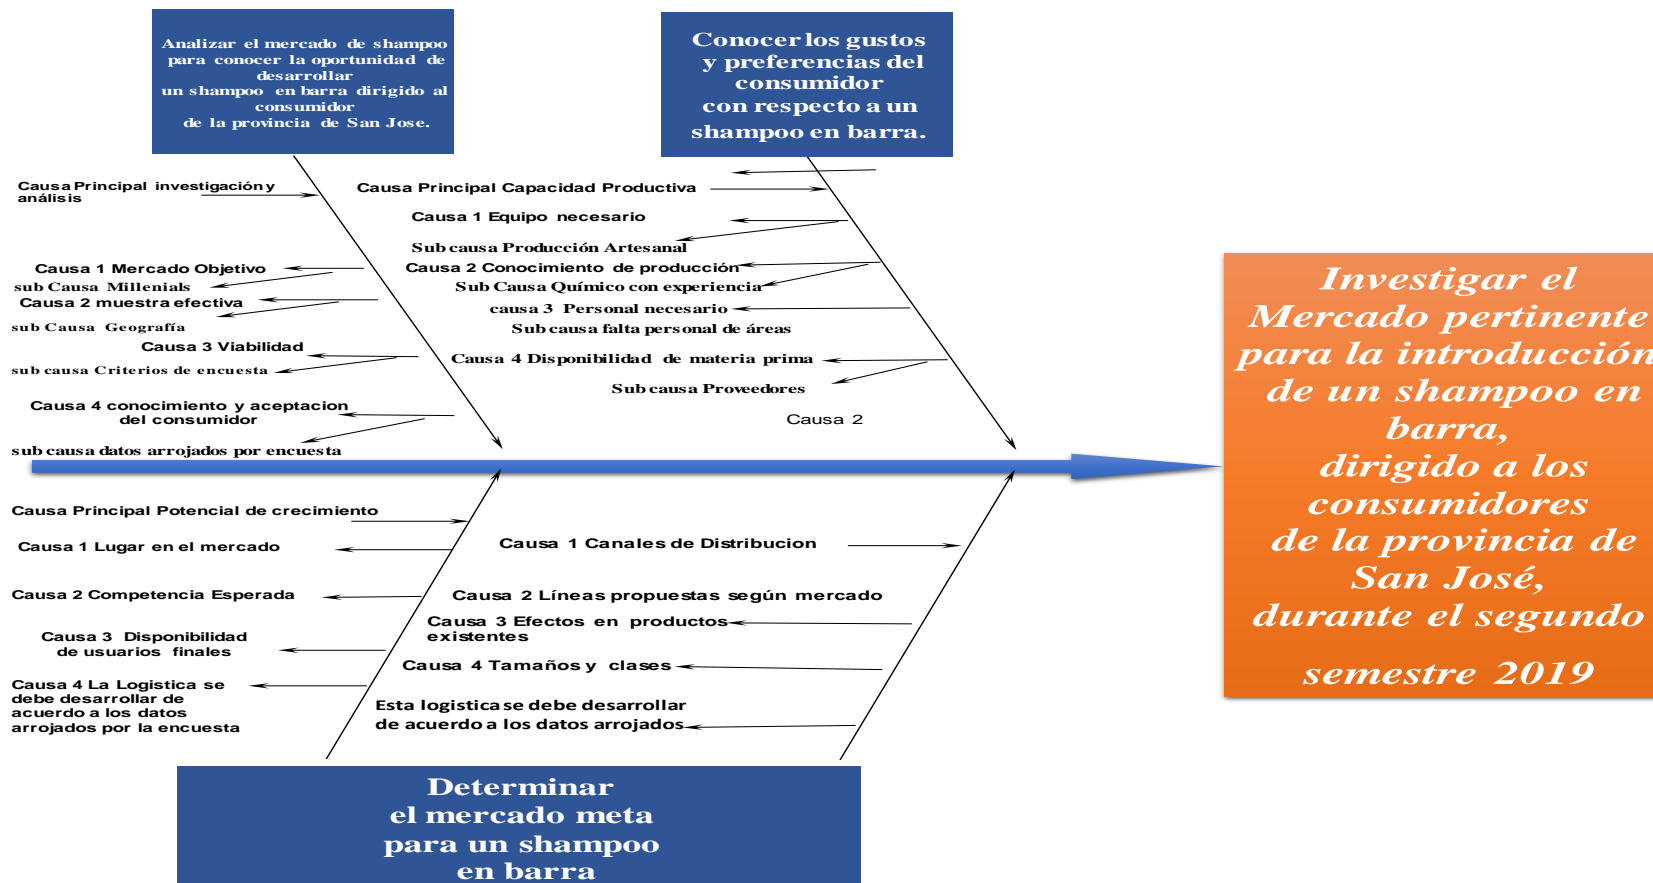 Analizar el mercado de shampoo
para conocer la oportunidad de
desarrollar
un shampoo en barra dirigido al
consumidor
de la provincia de San Jose.
Conocer los gustos
y preferencias del
consumidor
con respecto a un
shampoo en barra.
Causa Principal investigación y
análisis
Causa 1 Mercado Objetivo
sub Causa Millenials
Causa 2 muestra efectiva
sub Causa Geografía
Causa 3 Viabilidad
sub causa Criterios de encuesta
Causa 4 conocimiento y aceptacion
del consumidor
sub causa datos arrojados por encuesta
Causa Principal Capacidad Productiva
Causa 1 Equipo necesario
Sub causa Producción Artesanal
Causa 2 Conocimiento de producción
Sub Causa Químico con experiencia
causa 3 Personal necesario
Sub causa falta personal de áreas
Causa 4 Disponibilidad de materia prima
Sub causa Proveedores
Causa 2
Investigar el
Mercado pertinente
para la introducción
de un shampoo en
barra,
dirigido a los
consumidores
de la provincia de
San José,
durante el segundo
semestre 2019
Causa Principal Potencial de crecimiento
Causa 1 Lugar en el mercado
Causa 2 Competencia Esperada
Causa 3 Disponibilidad
de usuarios finales
Causa 4 La Logistica se
debe desarrollar de
acuerdo a los datos
arrojados por la encuesta
Causa 1 Canales de Distribucion
Causa 2 Líneas propuestas según mercado
Causa 3 Efectos en productos
existentes
Causa 4 Tamaños y clases
Esta logistica se debe desarrollar
de acuerdo a los datos arrojados
Determinar
el mercado meta
para un shampoo
en barra